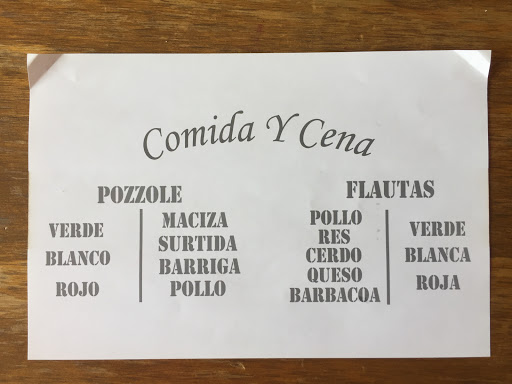 Comida Y Cena
POZZOLE
VERDE
BLANCO
ROJO
MACIZA
SURTIDA
BARRIGA
POLLO
FLAUTAS
POLLO
RES
CERDO
QUESO
BARBACOA
VERDE
BLANCA
ROJA